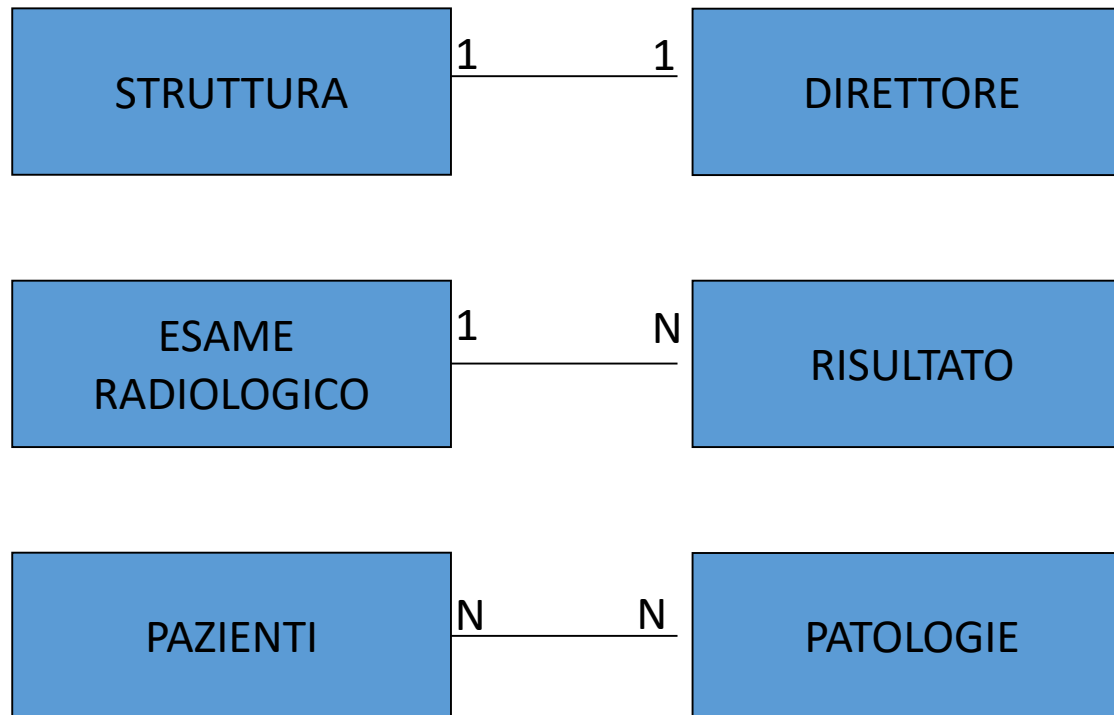 STRUTTURA
1
1
DIRETTORE
ESAME
RADIOLOGICO
1
N
RISULTATO
PAZIENTI
N
N
PATOLOGIE